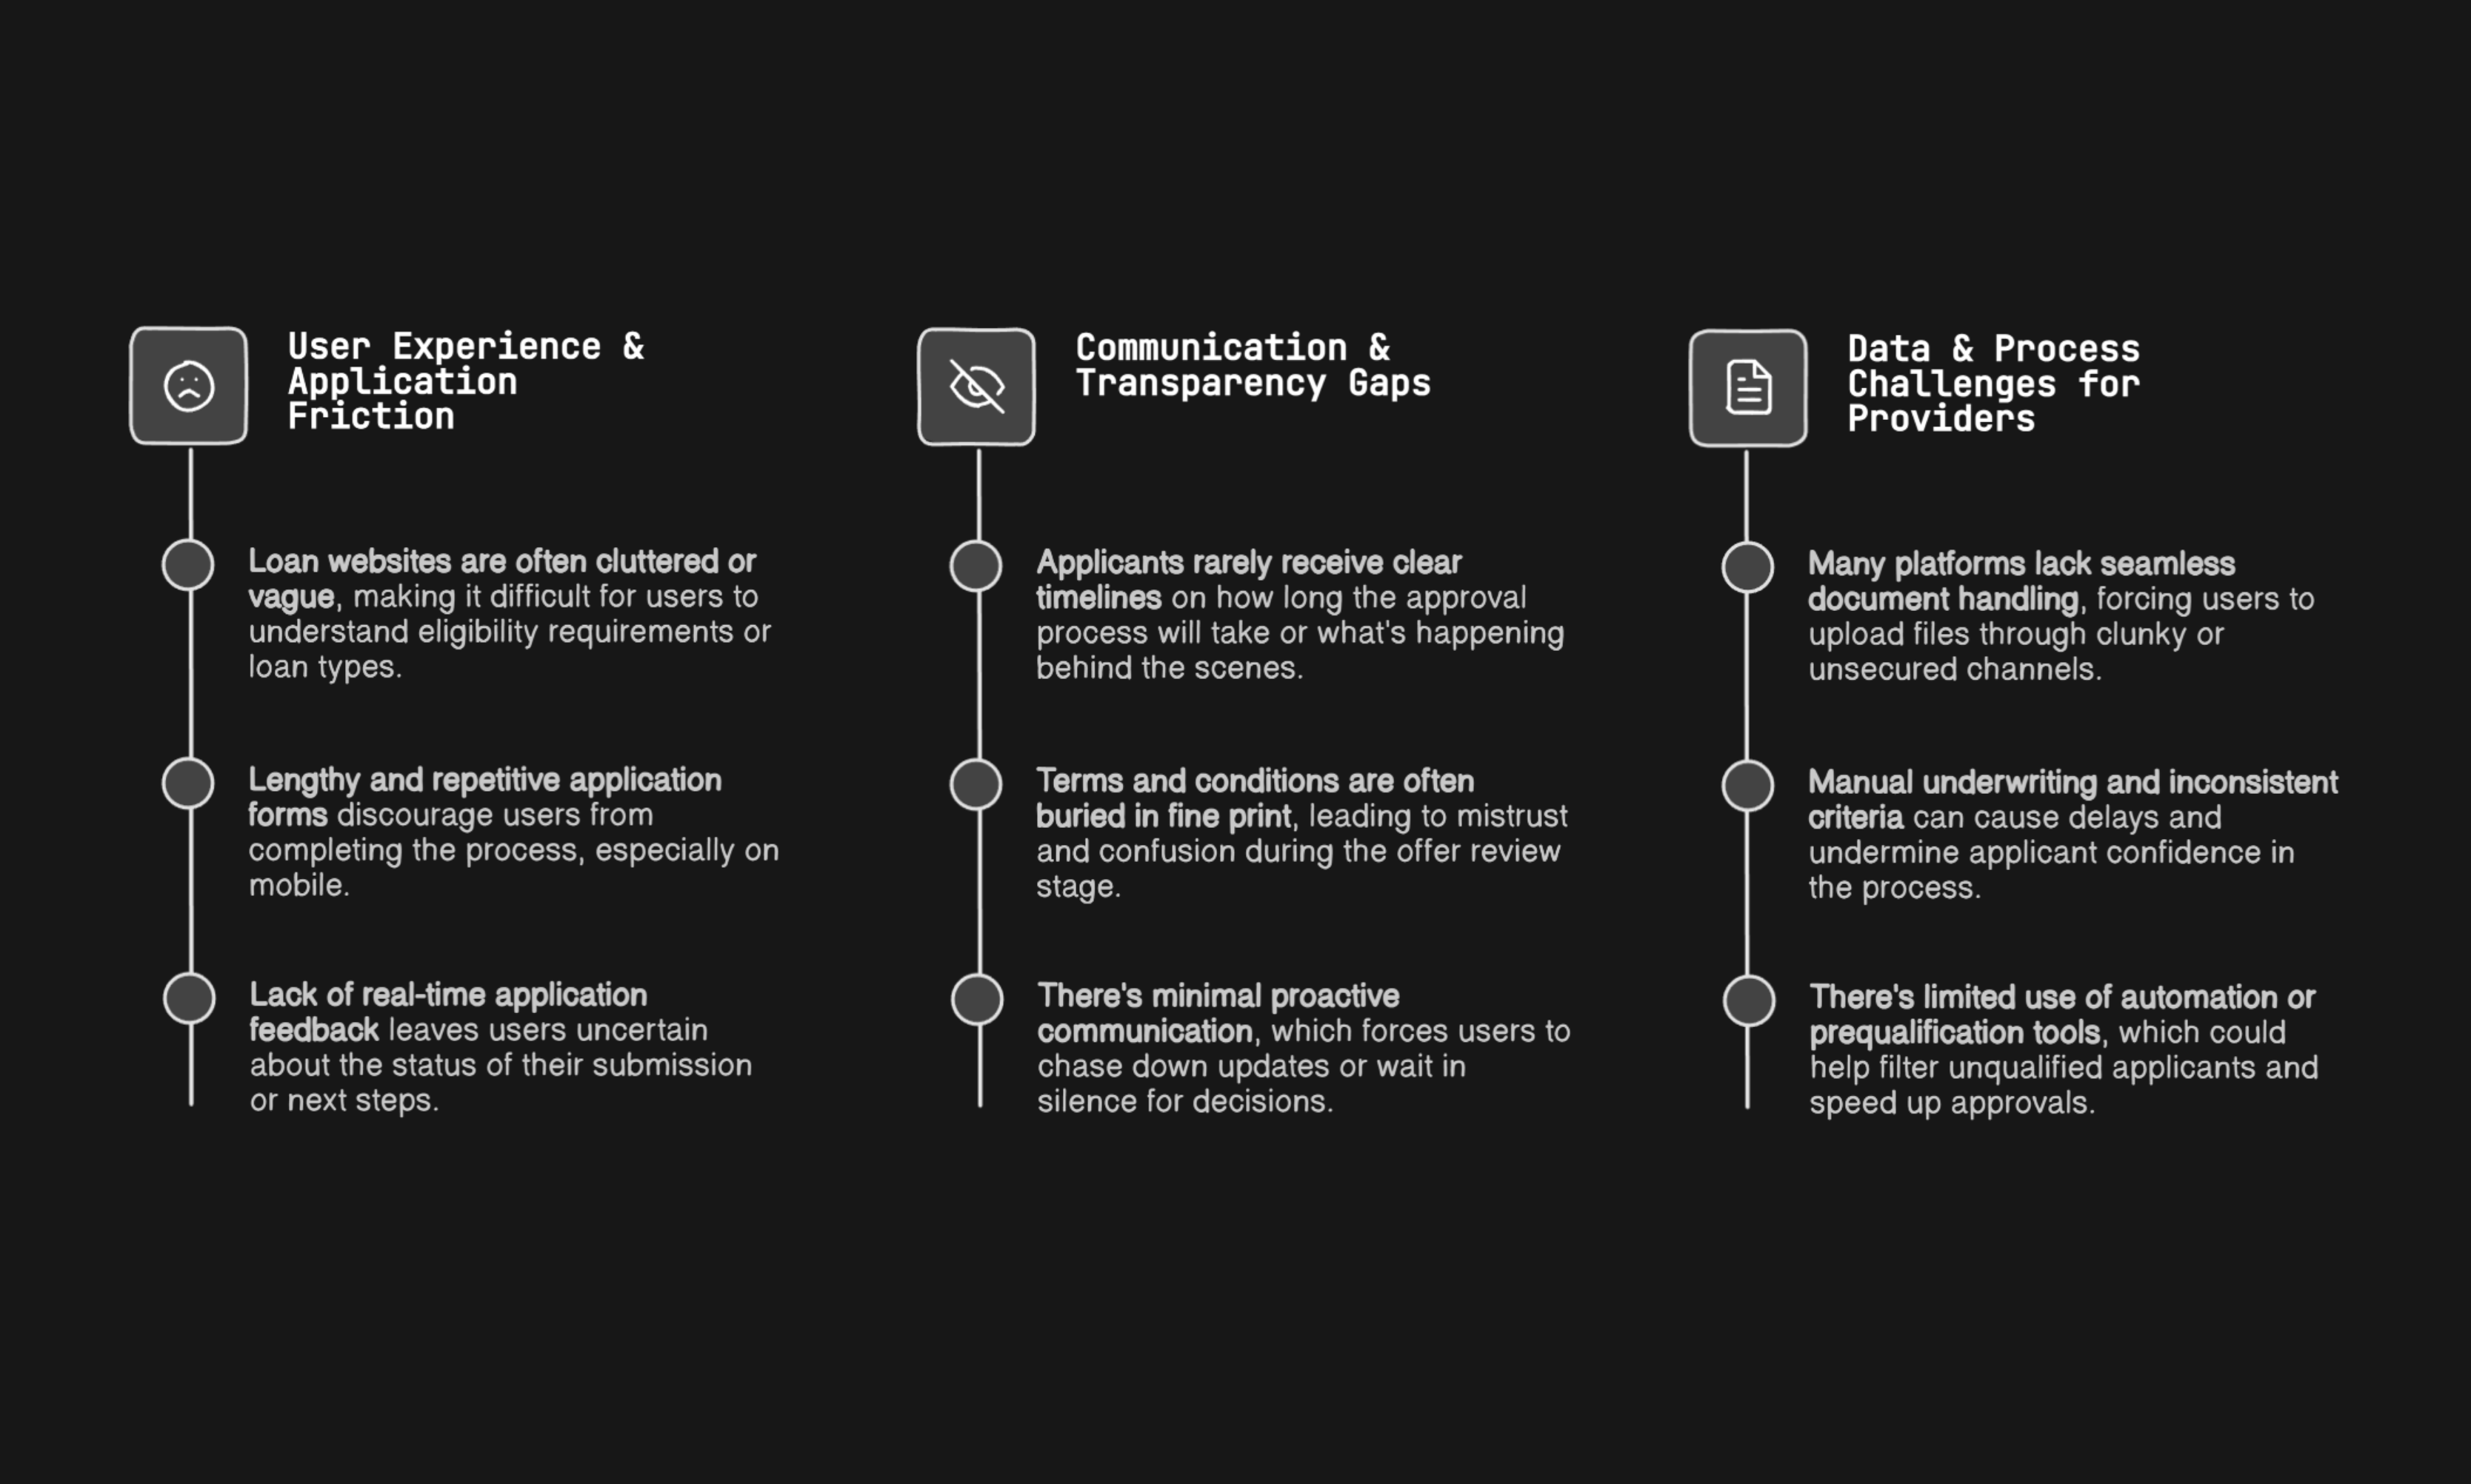 User Experience &
Application
Friction
Loan websites are often cluttered or
vague, making it difficult for users to
understand eligibility requirements or
loan types.
Lengthy and repetitive application
forms discourage users from
completing the process, especially on
mobile.
Lack of real-time application
feedback leaves users uncertain
about the status of their submission
or next steps.
Communication &
Transparency Gaps
Applicants rarely receive clear
timelines on how long the approval
process will take or what's happening
behind the scenes.
Terms and conditions are often
buried in fine print, leading to mistrust
and confusion during the offer review
stage.
There's minimal proactive
communication, which forces users to
chase down updates or wait in
silence for decisions.
Data & Process
Challenges for
Providers
Many platforms lack seamless
document handling, forcing users to
upload files through clunky or
unsecured channels.
Manual underwriting and inconsistent
criteria can cause delays and
undermine applicant confidence in
the process.
There's limited use of automation or
prequalification tools, which could
help filter unqualified applicants and
speed up approvals.